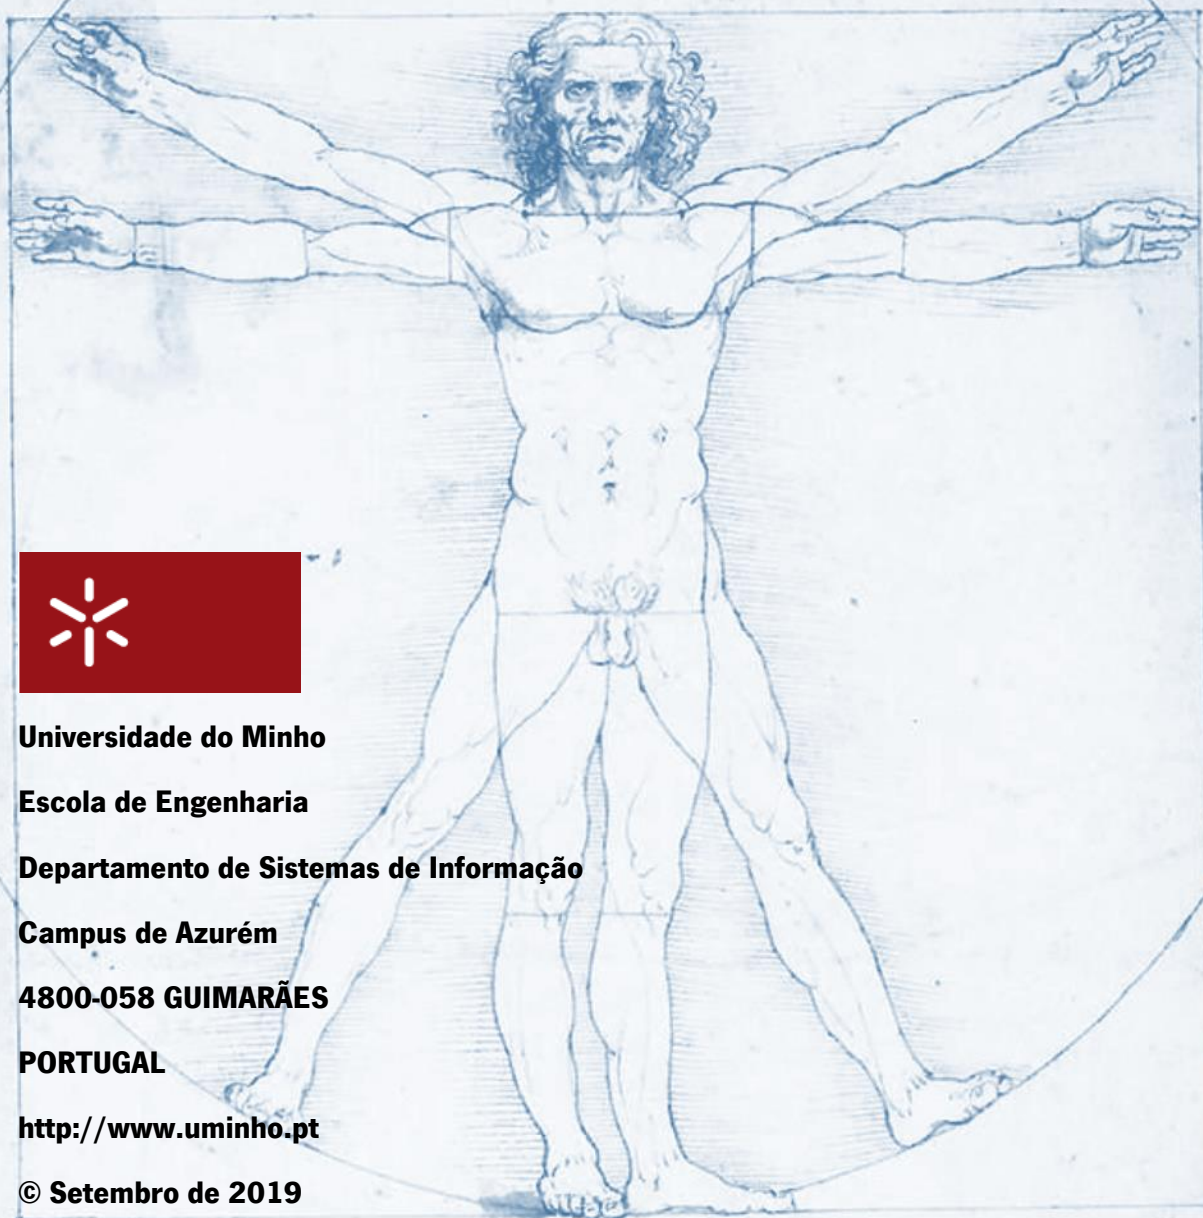 Universidade do Minho
Escola de Engenharia
Departamento de Sistemas de Informação
Campus de Azurém
4800-058 GUIMARÃES
PORTUGAL
http://www.uminho.pt
© Setembro de 2019